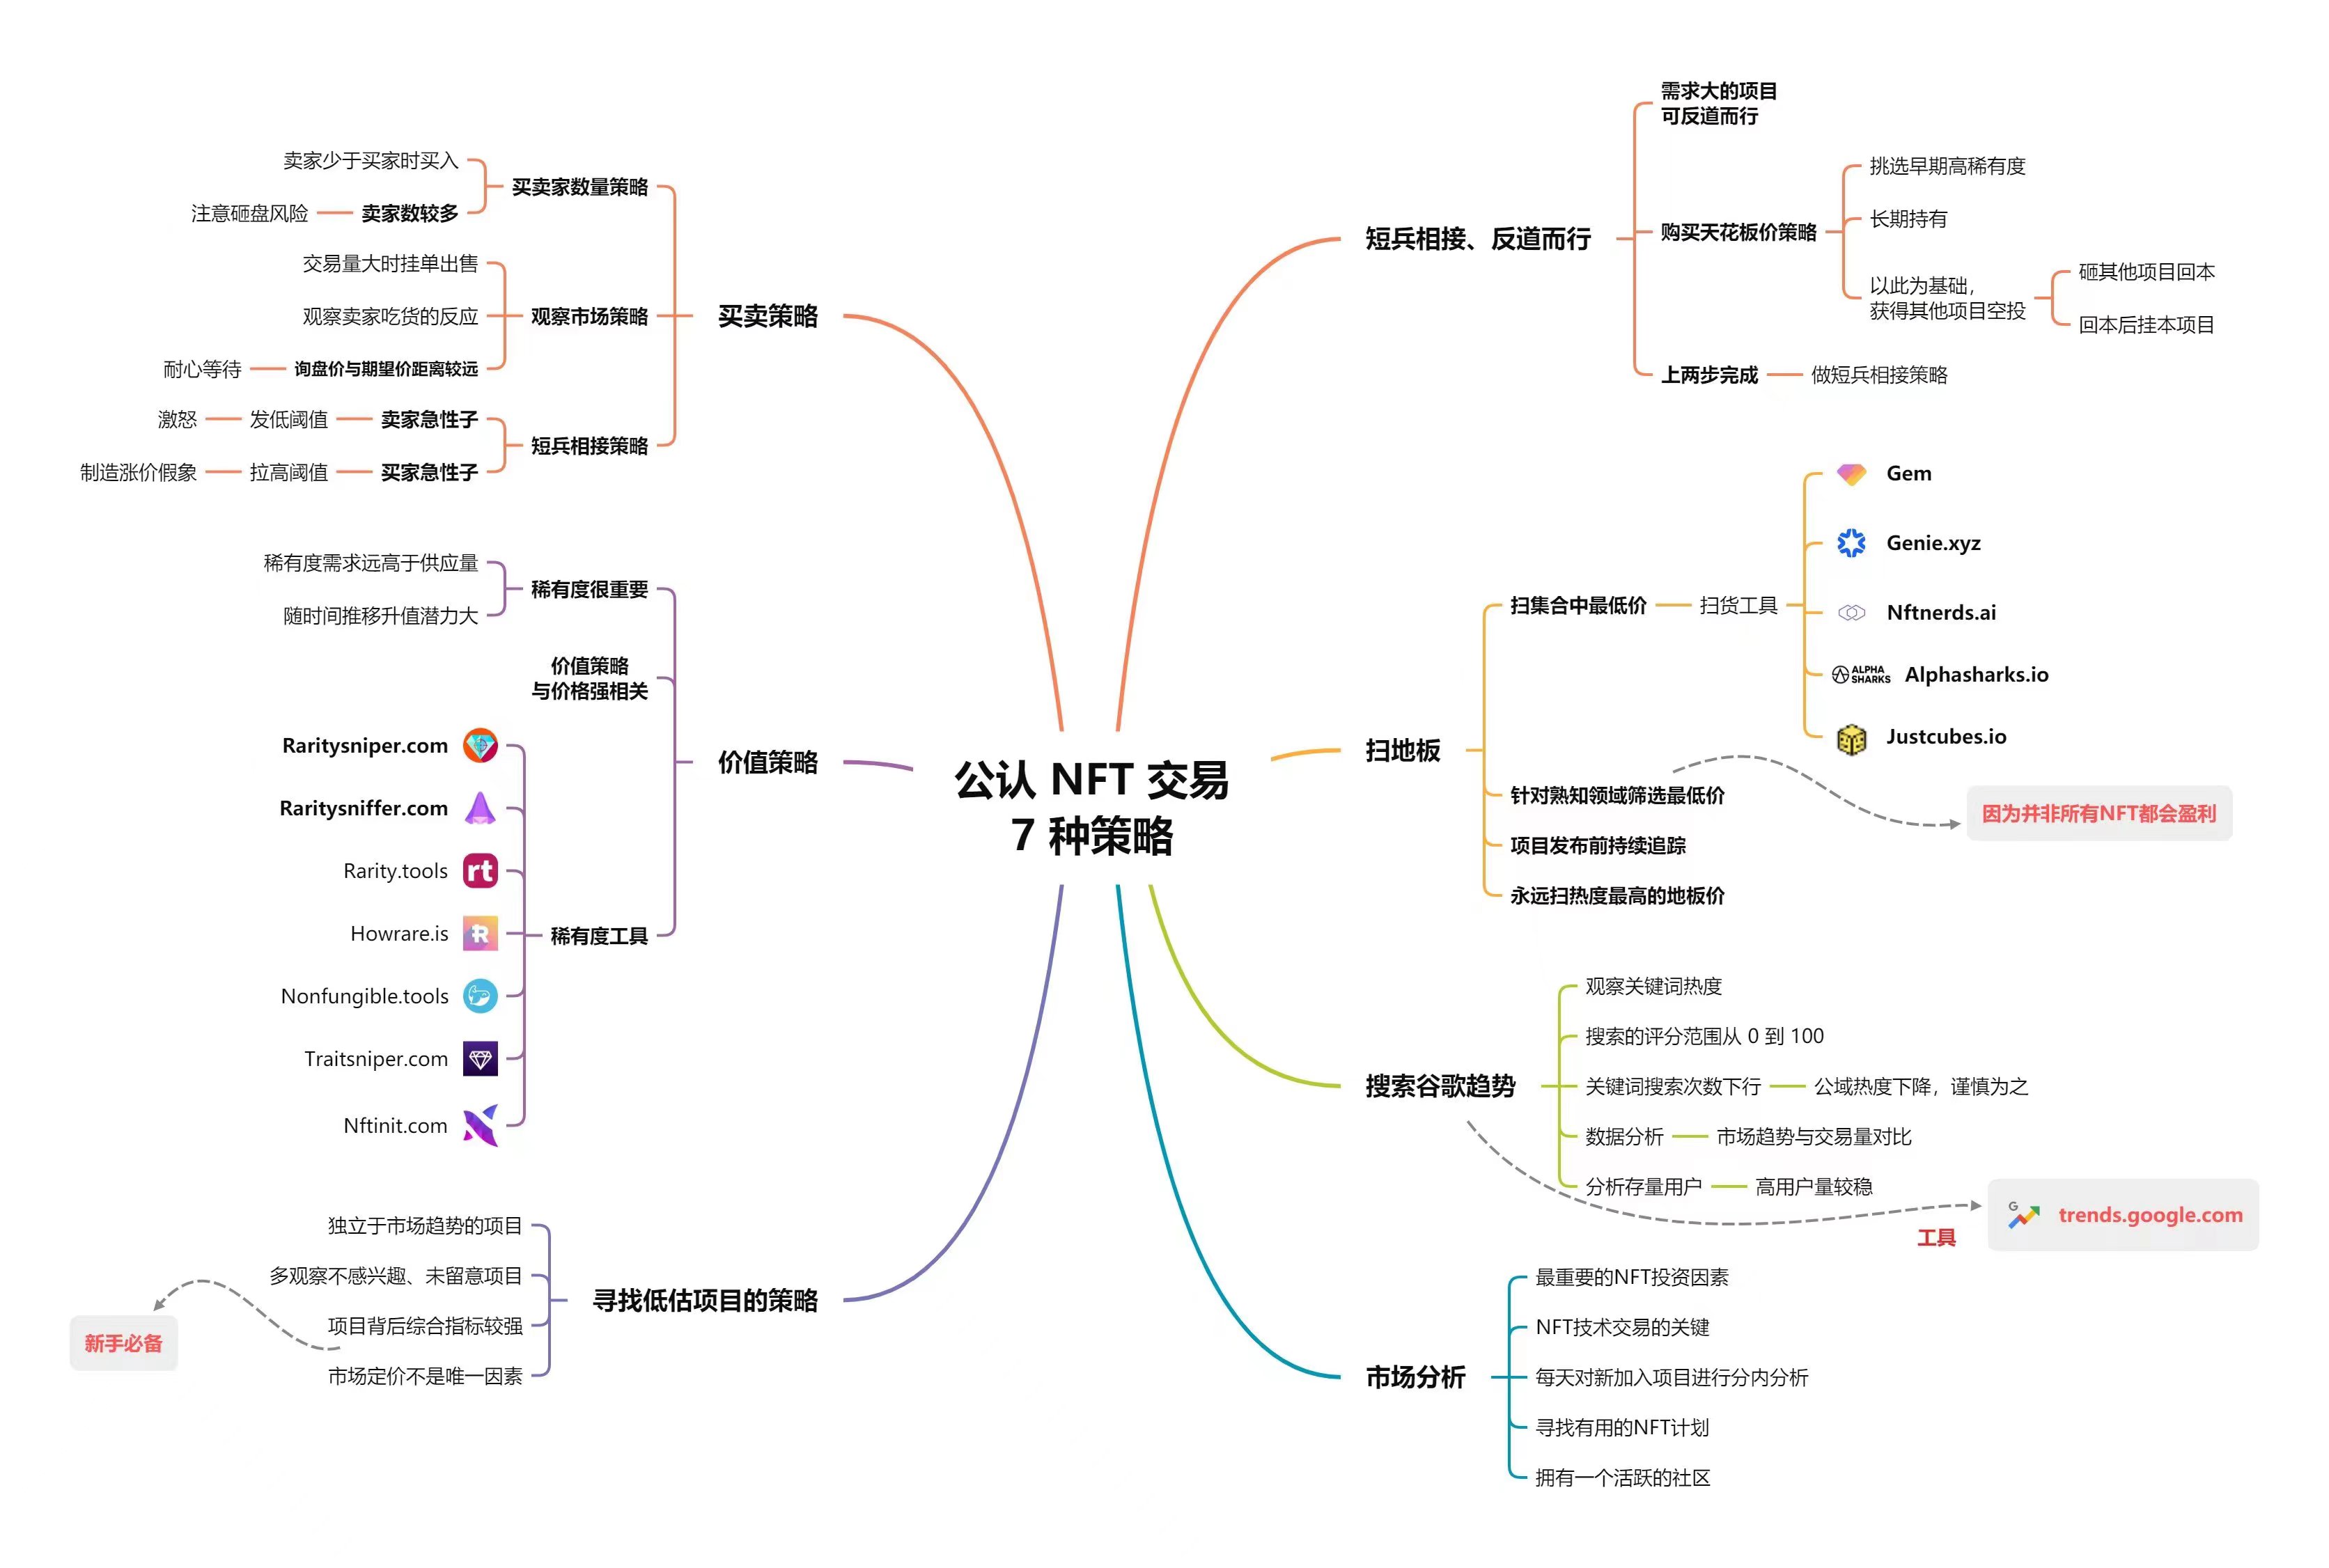 公认 NFT 交易
7 种策略
短兵相接、反道而行
需求大的项目
可反道而行
购买天花板价策略
挑选早期高稀有度
长期持有
以此为基础，
获得其他项目空投
砸其他项目回本
回本后挂本项目
上两步完成
做短兵相接策略
扫地板
扫集合中最低价
扫货工具
Gem
Genie.xyz
Nftnerds.ai
ALPHA
SHARKS
Alphasharks.io
Justcubes.io
针对熟知领域筛选最低价
因为并非所有NFT都会盈利
项目发布前持续追踪
永远扫热度最高的地板价
搜索谷歌趋势
观察关键词热度
搜索的评分范围从 0 到 100
关键词搜索次数下行
公域热度下降，谨慎为之
数据分析
市场趋势与交易量对比
分析存量用户
高用户量较稳
工具
G
trends.google.com
市场分析
最重要的NFT投资因素
NFT技术交易的关键
每天对新加入项目进行分内分析
寻找有用的NFT计划
拥有一个活跃的社区
买卖策略
买卖家数量策略
卖家少于买家时买入
卖家数较多
注意砸盘风险
观察市场策略
交易量大时挂单出售
观察卖家吃货的反应
询盘价与期望价距离较远
耐心等待
短兵相接策略
卖家急性子
发低阈值
激怒
买家急性子
拉高阈值
制造涨价假象
价值策略
稀有度很重要
稀有度需求远高于供应量
随时间推移升值潜力大
价值策略
与价格强相关
稀有度工具
Raritysniper.com
Raritysniffer.com
Rarity.tools
rt
Howrare.is
R
Nonfungible.tools
Traitsniper.com
Nftinit.com
寻找低估项目的策略
独立于市场趋势的项目
多观察不感兴趣、未留意项目
项目背后综合指标较强
新手必备
市场定价不是唯一因素